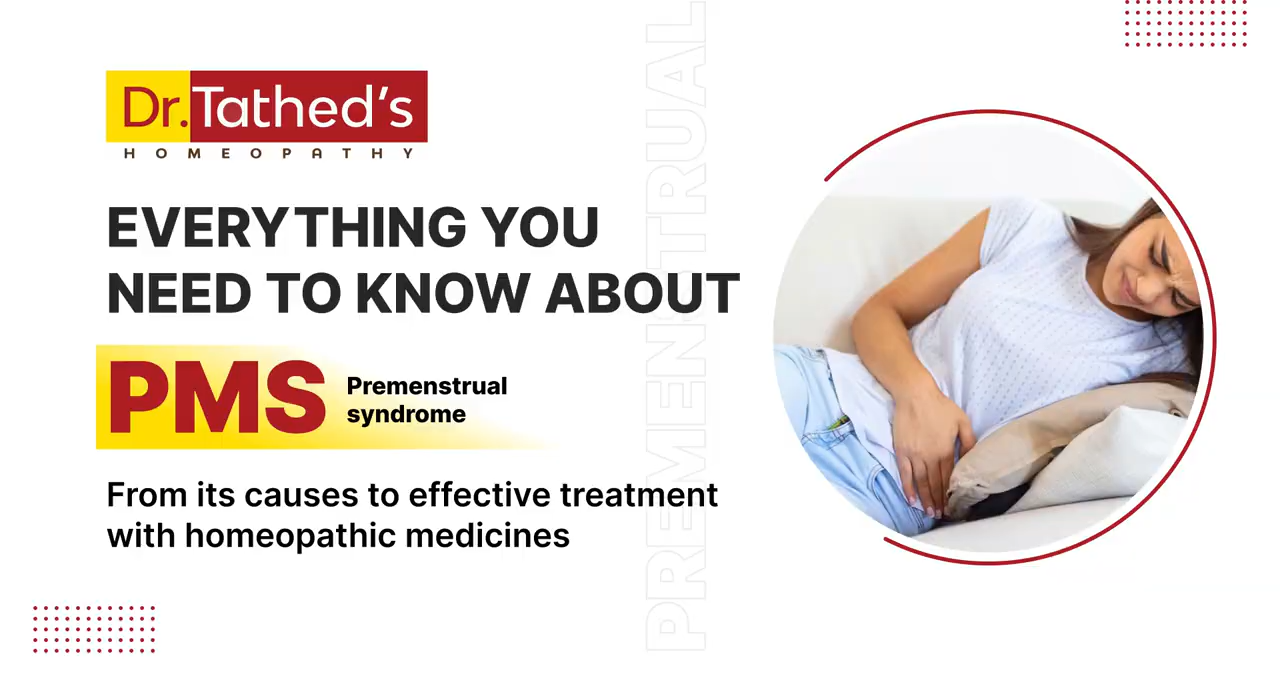 Dr.Tathed's
HOMEOPATHY
EVERYTHING YOU
NEED TO KNOW ABOUT
PMS
Premenstrual
syndrome
From its causes to effective treatment
with homeopathic medicines
PREMENSTRUAL